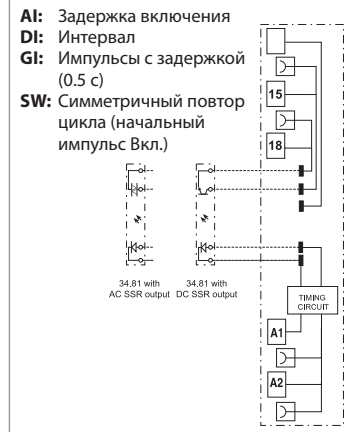 AI: Задержка включения
DI: Интервал
GI: Импульсы с задержкой
(0.5 с)
SW: Симметричный повтор
цикла (начальный
импульс Вкл.)
15
18
34.81 with
AC SSR output
34.81 with
DC SSR output
TIMING
CIRCUIT
A1
A2